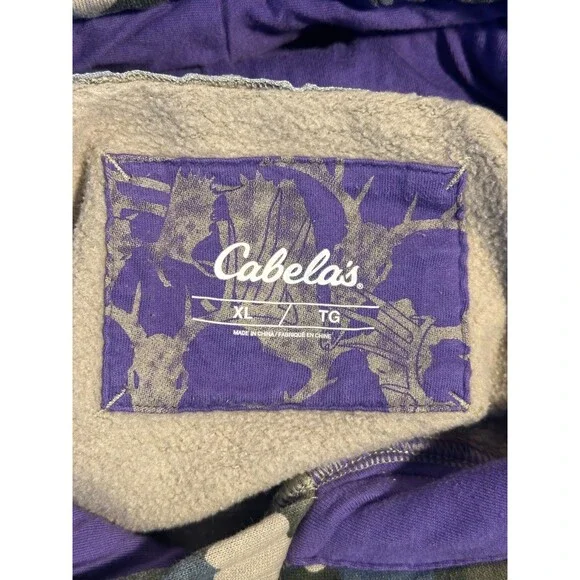 Cabela's®
XL / TG
MADE IN CHINA / FABRIQUÉ EN CHINE